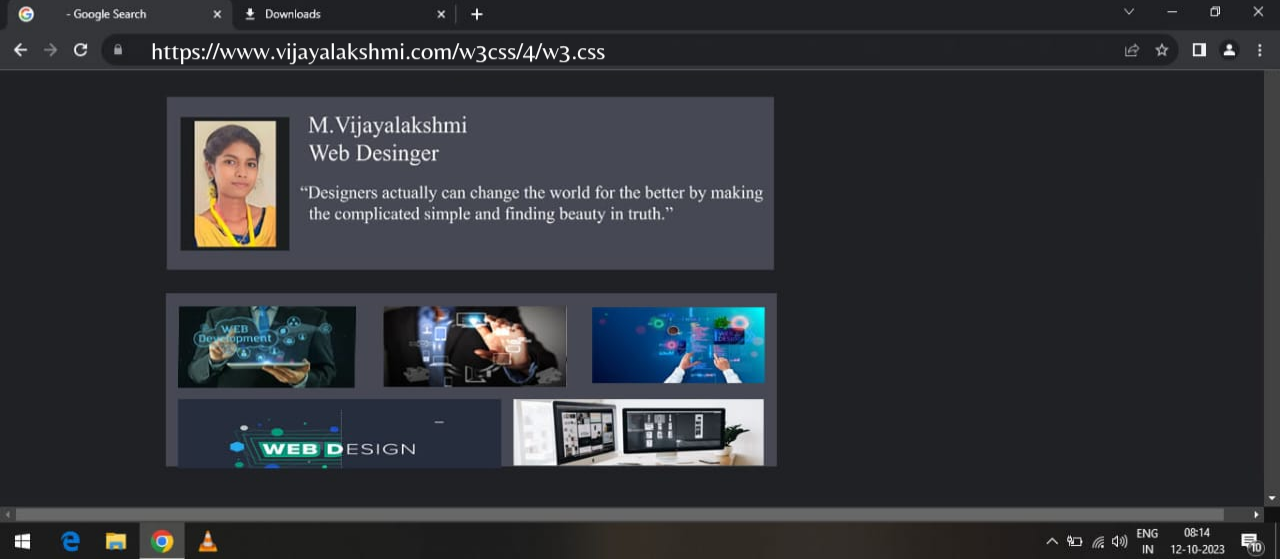 - Google Search
Downloads
https://www.vijayalakshmi.com/w3css/4/w3.css
M.Vijayalakshmi
Web Desinger
“Designers actually can change the world for the better by making
the complicated simple and finding beauty in truth.”
WEB
Development
WEB DESIGN
ENG
IN
08:14
12-10-2023
10